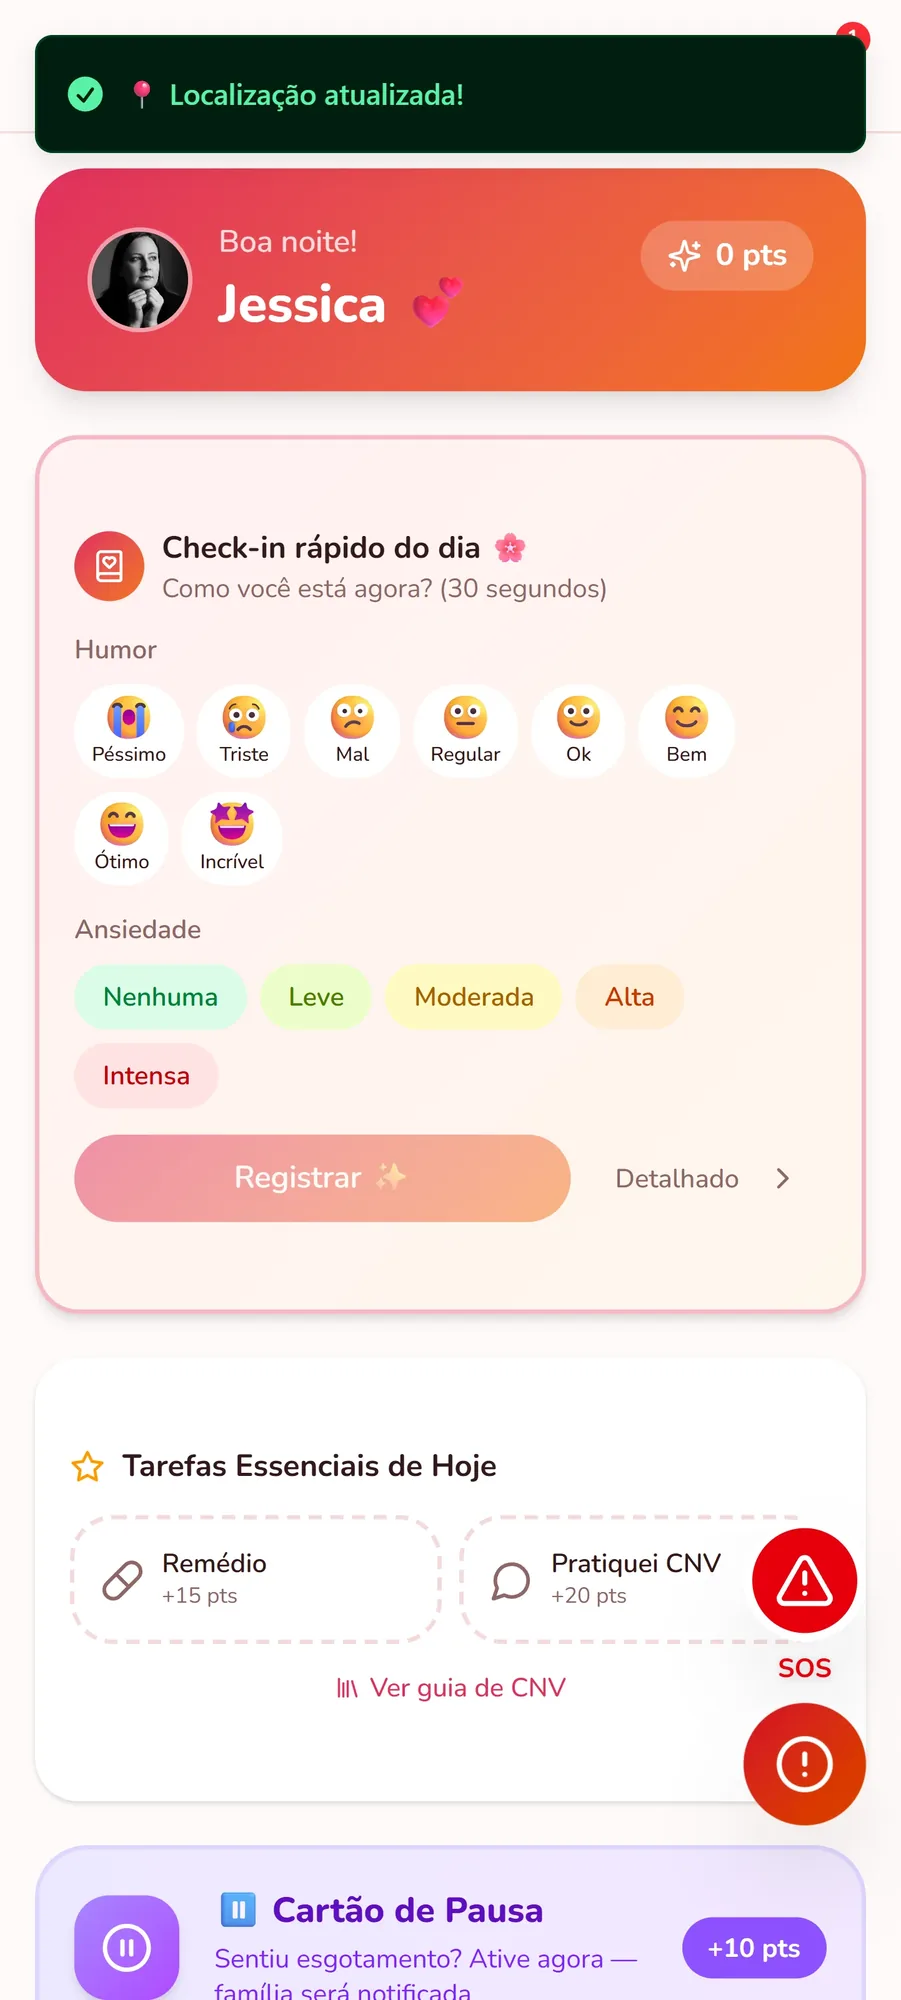 📍 Localização atualizada!
Boa noite!
0 pts
Jessica 💕
Check-in rápido do dia 🌸
Como você está agora? (30 segundos)
Humor
Péssimo Triste Mal Regular Ok Bem
Ótimo Incrível
Ansiedade
Nenhuma Leve Moderada Alta
Intensa
Registrar ✨ Detalhado
Tarefas Essenciais de Hoje
Remédio Pratiquei CNV
+15 pts +20 pts
SOS
Ver guia de CNV
⏸️ Cartão de Pausa
+10 pts
Sentiu esgotamento? Ative agora —
família será notificada